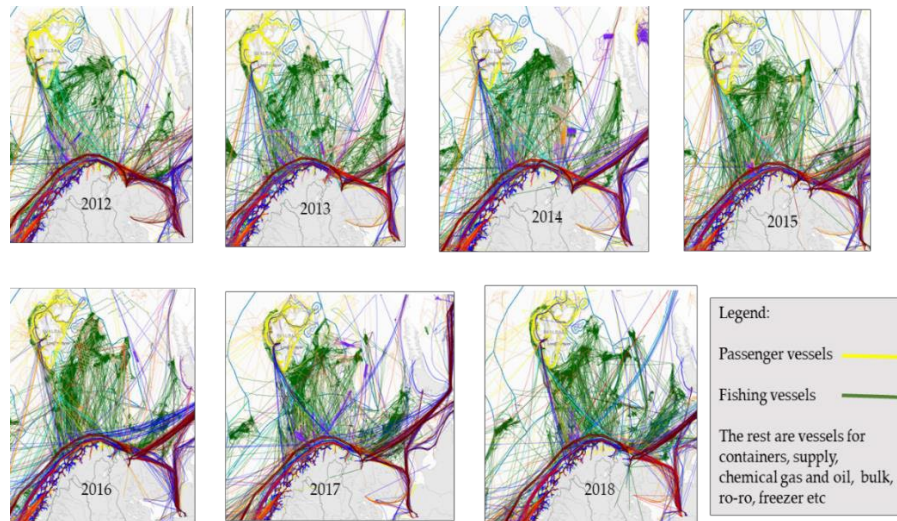 2012
2013
2014
2015
2016
2017
2018
Legend:
Passenger vessels
Fishing vessels
The rest are vessels for
containers, supply,
chemical gas and oil, bulk,
ro-ro, freezer etc